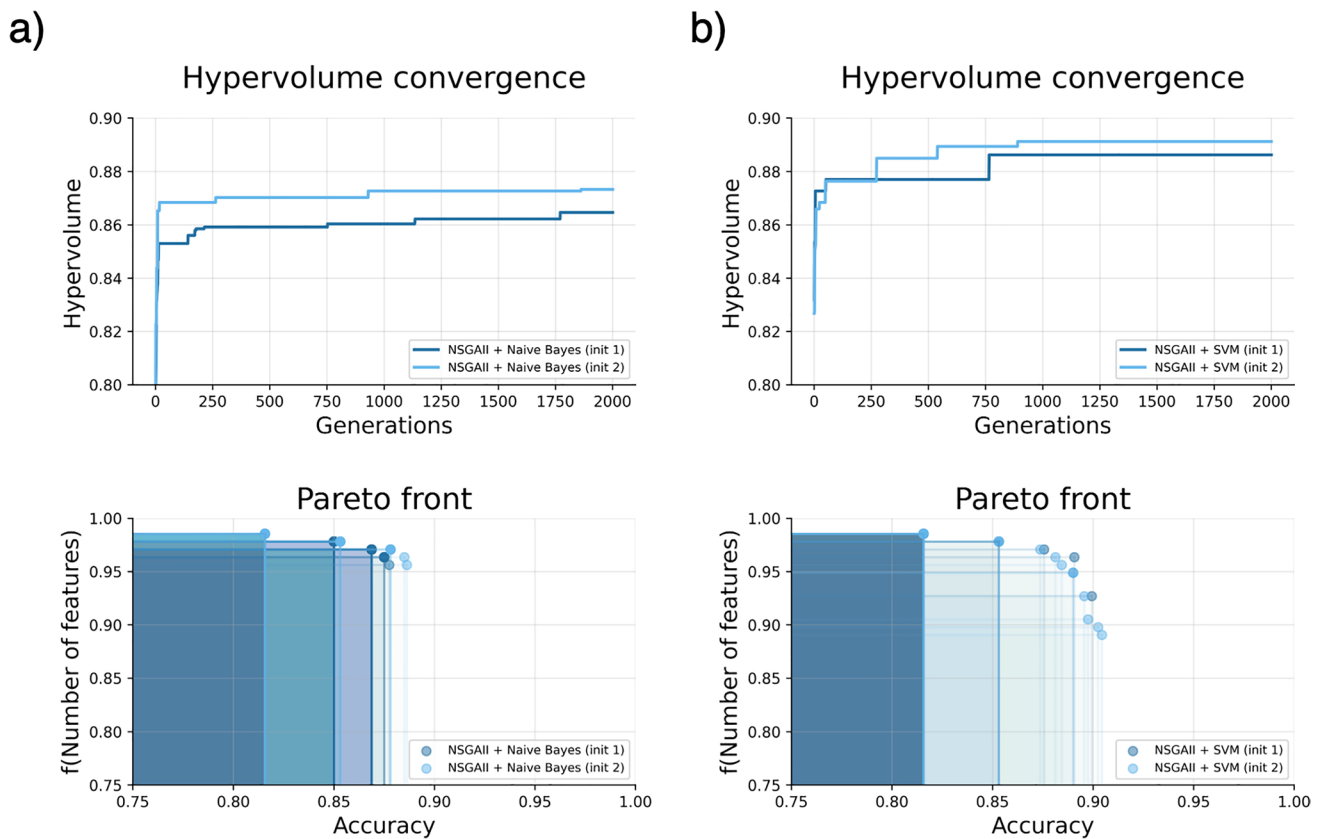 a)
Hypervolume convergence
Hypervolume
0.90
0.88
0.86
0.84
0.82
0.80
NSGAII + Naive Bayes (init 1)
NSGAII + Naive Bayes (init 2)
0 250 500 750 1000 1250 1500 1750 2000
Generations
b)
Hypervolume convergence
Hypervolume
0.90
0.88
0.86
0.84
0.82
0.80
NSGAII + SVM (init 1)
NSGAII + SVM (init 2)
0 250 500 750 1000 1250 1500 1750 2000
Generations
Pareto front
f(Number of features)
1.00
0.95
0.90
0.85
0.80
0.75
NSGAII + Naive Bayes (init 1)
NSGAII + Naive Bayes (init 2)
0.75 0.80 0.85 0.90 0.95 1.00
Accuracy
Pareto front
f(Number of features)
1.00
0.95
0.90
0.85
0.80
0.75
NSGAII + SVM (init 1)
NSGAII + SVM (init 2)
0.75 0.80 0.85 0.90 0.95 1.00
Accuracy